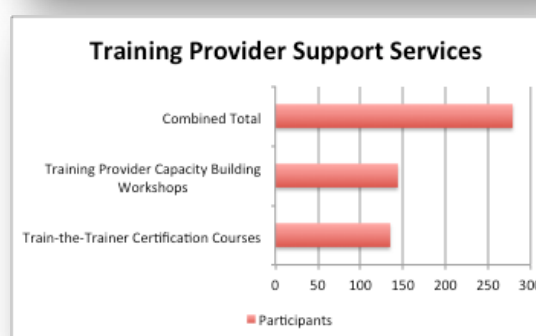 Training Provider Support Services
Combined Total
Training Provider Capacity Building
Workshops
Train-the-Trainer Certification Courses
0 50 100 150 200 250 300
Participants